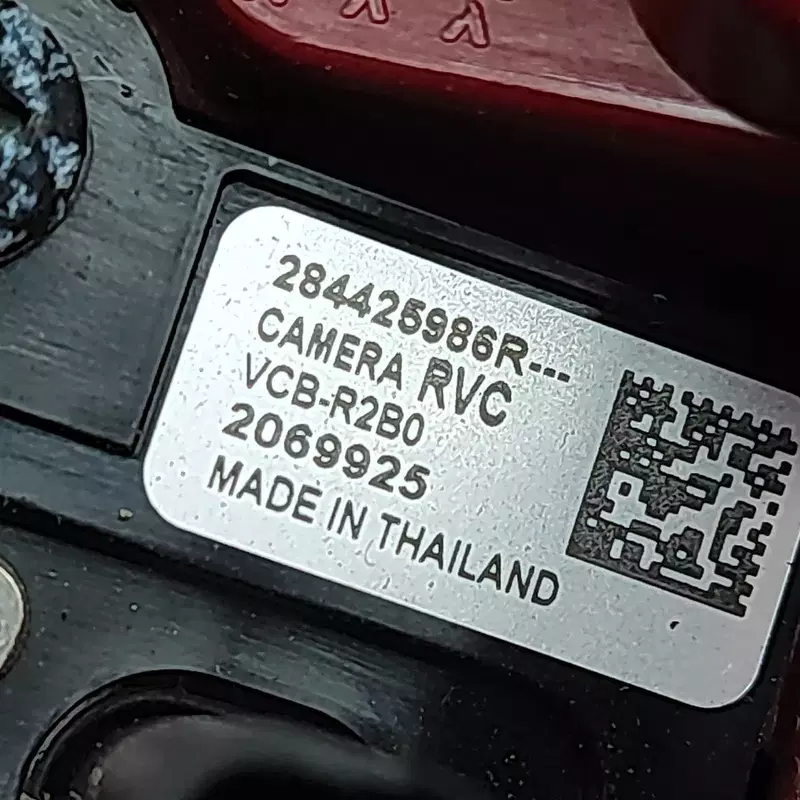 284425986R---
CAMERA RVC
VCB-R2B0
2069925
MADE IN THAILAND